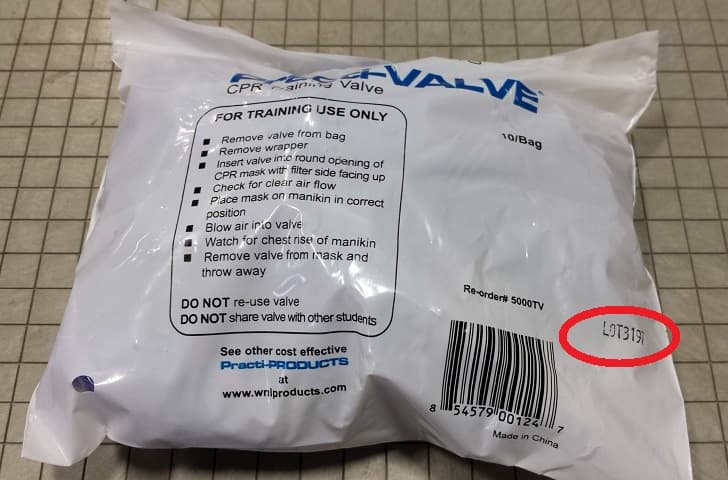 Practi-VALVE
CPR Training Valve
10/Bag
FOR TRAINING USE ONLY
Remove valve from bag
Remove wrapper
Insert valve into round opening of
CPR mask with filter side facing up
Check for clear air flow
Place mask on manikin in correct
position
Blow air into valve
Watch for chest rise of manikin
Remove valve from mask and
throw away
DO NOT re-use valve
DO NOT share valve with other students
See other cost effective
Practi-PRODUCTS
at
www.wnlproducts.com
Re-order# 5000TV
8 54579 00124 7
Made in China